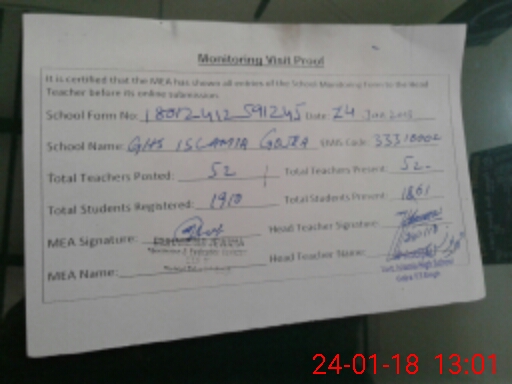 Monitoring Visit Proof
It is certified that the MEA has shown all entries of the School Monitoring Form to the Head
Teacher before its online submission.
School Form No: Date 24 Jan 2018
School Name: GHS ISLAMIA GOJRA EMIS Code: 33310002
Total Teachers Posted: 52 Total Teachers Present: 52-
Total Students Registered: 1910 Total Students Present: 1861
MEA Signature: Head Teacher Signature:
MEA Name: Head Teacher Name:
24-01-18 13:01